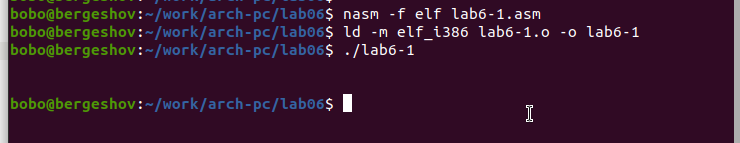 bobo@bergeshov:~/work/arch-pc/lab06$ nasm -f elf lab6-1.asm
bobo@bergeshov:~/work/arch-pc/lab06$ ld -m elf_i386 lab6-1.o -o lab6-1
bobo@bergeshov:~/work/arch-pc/lab06$ ./lab6-1
bobo@bergeshov:~/work/arch-pc/lab06$